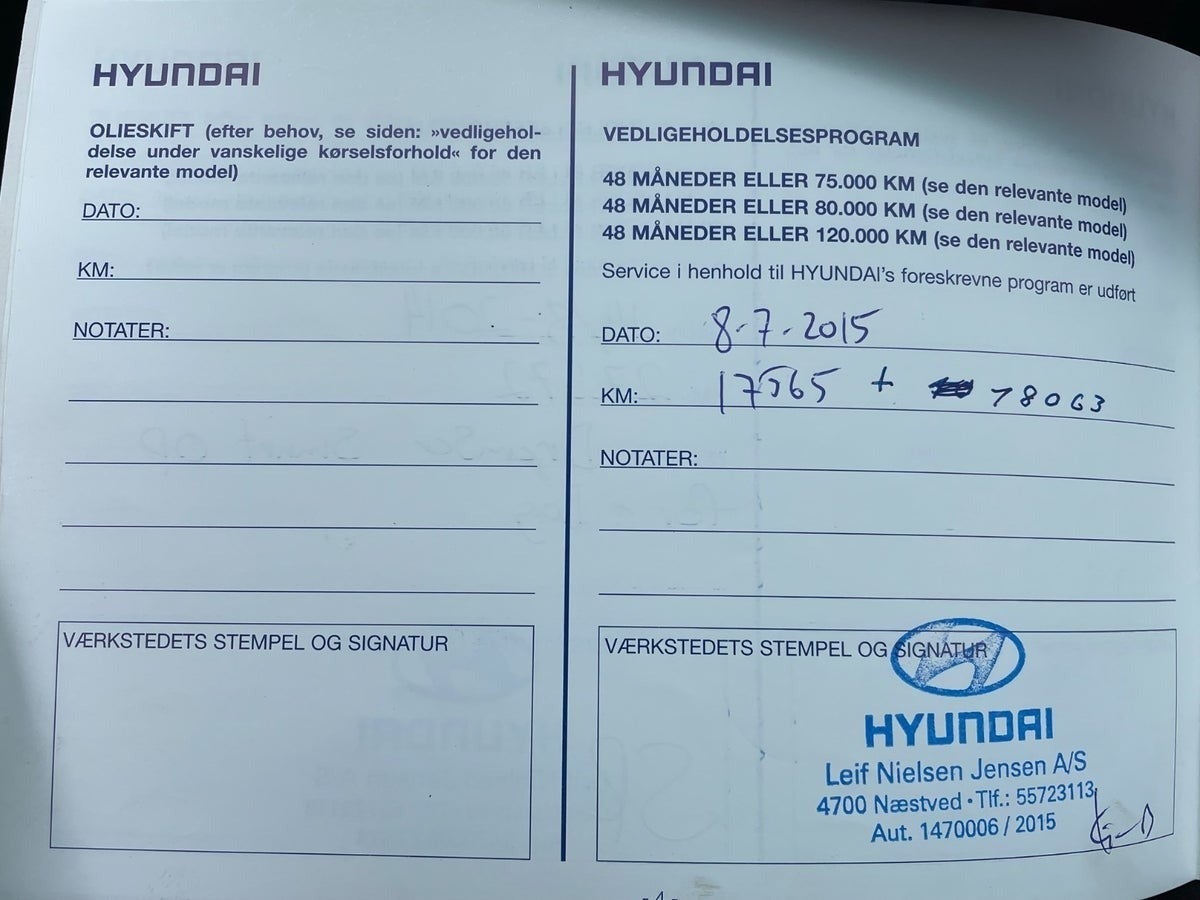 HYUNDAI
OLIESKIFT (efter behov, se siden: »vedligehol-
delse under vanskelige kørselsforhold« for den
relevante model)
DATO:
KM:
NOTATER:
VÆRKSTEDETS STEMPEL OG SIGNATUR
HYUNDAI
VEDLIGEHOLDELSESPROGRAM
48 MÅNEDER ELLER 75.000 KM (se den relevante model)
48 MÅNEDER ELLER 80.000 KM (se den relevante model)
48 MÅNEDER ELLER 120.000 KM (se den relevante model)
Service i henhold til HYUNDAI's foreskrevne program er udført
DATO: 8-7-2015
KM: 17565 + 18063
NOTATER:
VÆRKSTEDETS STEMPEL OG SIGNATUR
HYUNDAI
Leif Nielsen Jensen A/S
4700 Næstved · Tlf.: 55723113
Aut. 1470006 / 2015